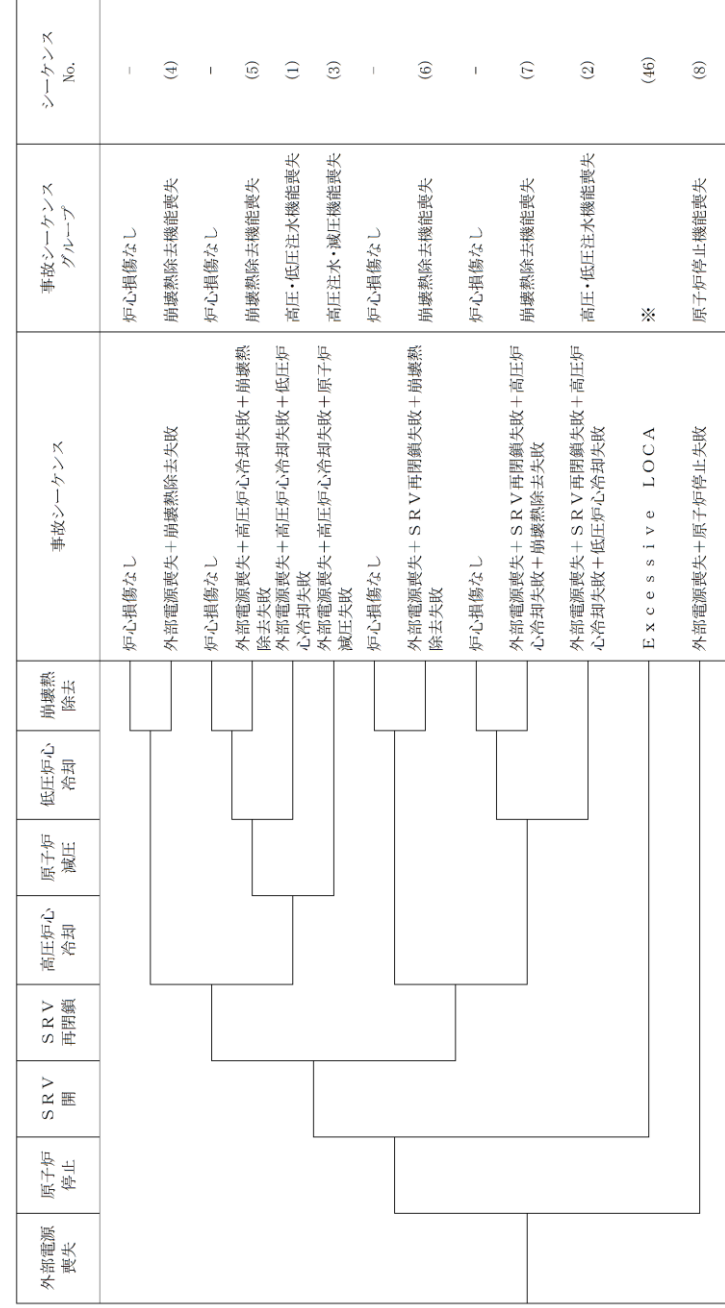 外部電源
喪失
原子炉
停止
ＳＲＶ
開
ＳＲＶ
再閉鎖
高圧炉心
冷却
原子炉
減圧
低圧炉心
冷却
崩壊熱
除去
事故シーケンス
事故シーケンス
グループ
シーケンス
No.
炉心損傷なし
炉心損傷なし
–
外部電源喪失＋崩壊熱除去失敗
崩壊熱除去機能喪失
(4)
炉心損傷なし
炉心損傷なし
–
外部電源喪失＋高圧炉心冷却失敗＋崩壊熱
除去失敗
崩壊熱除去機能喪失
(5)
外部電源喪失＋高圧炉心冷却失敗＋低圧炉
心冷却失敗
高圧・低圧注水機能喪失
(1)
外部電源喪失＋高圧炉心冷却失敗＋原子炉
減圧失敗
高圧注水・減圧機能喪失
(3)
炉心損傷なし
炉心損傷なし
–
外部電源喪失＋ＳＲＶ再閉鎖失敗＋崩壊熱
除去失敗
崩壊熱除去機能喪失
(6)
炉心損傷なし
炉心損傷なし
–
外部電源喪失＋ＳＲＶ再閉鎖失敗＋高圧炉
心冷却失敗＋崩壊熱除去失敗
崩壊熱除去機能喪失
(7)
外部電源喪失＋ＳＲＶ再閉鎖失敗＋高圧炉
心冷却失敗＋低圧炉心冷却失敗
高圧・低圧注水機能喪失
(2)
Ｅｘｃｅｓｓｉｖｅ ＬＯＣＡ
※
(46)
外部電源喪失＋原子炉停止失敗
原子炉停止機能喪失
(8)